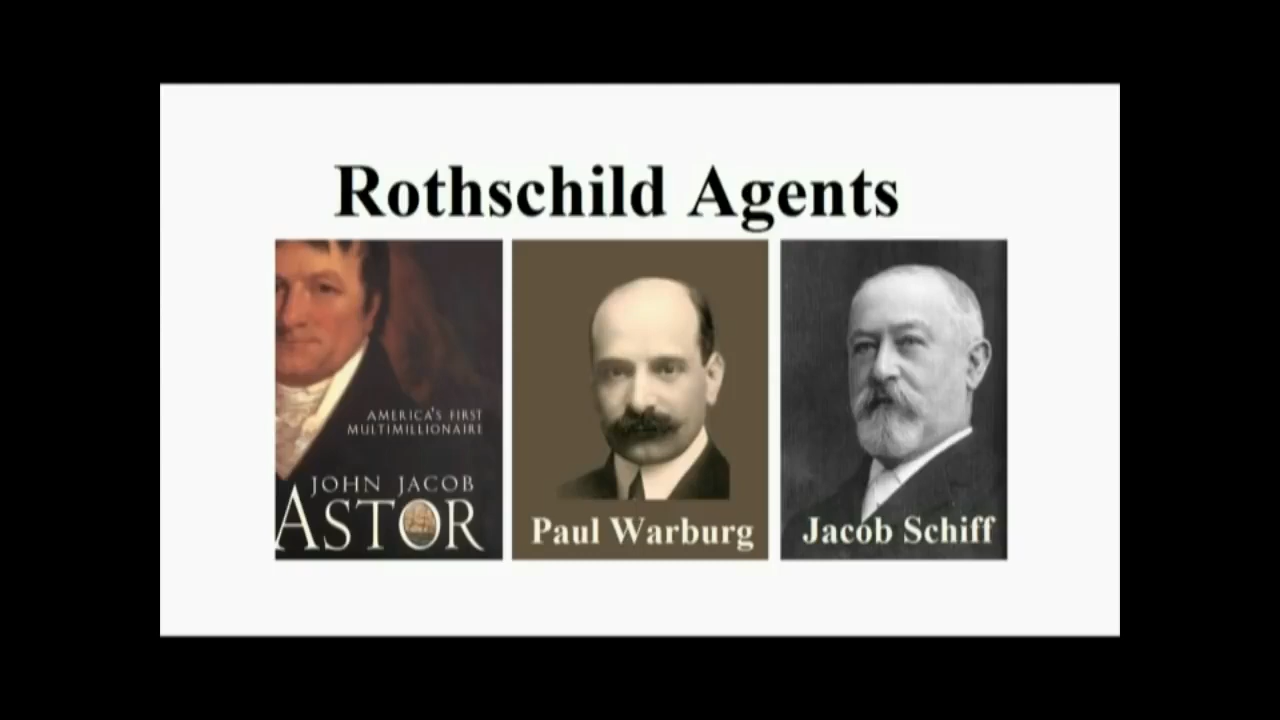 Rothschild Agents
AMERICA'S FIRST
MULTIMILLIONAIRE
JOHN JACOB
ASTOR
Paul Warburg
Jacob Schiff